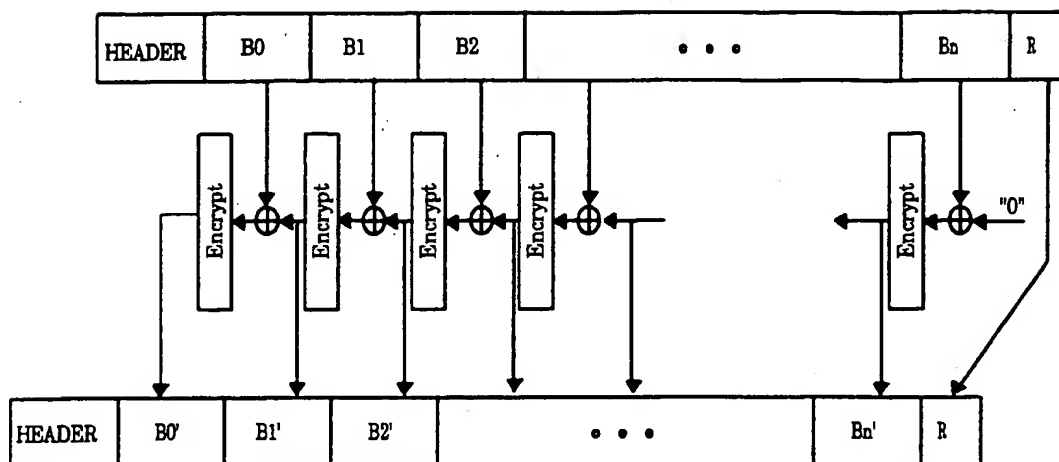 HEADER B0 B1 B2 • • • Bn R
Encrypt Encrypt Encrypt Encrypt Encrypt "0"
HEADER B0' B1' B2' • • • Bn' R